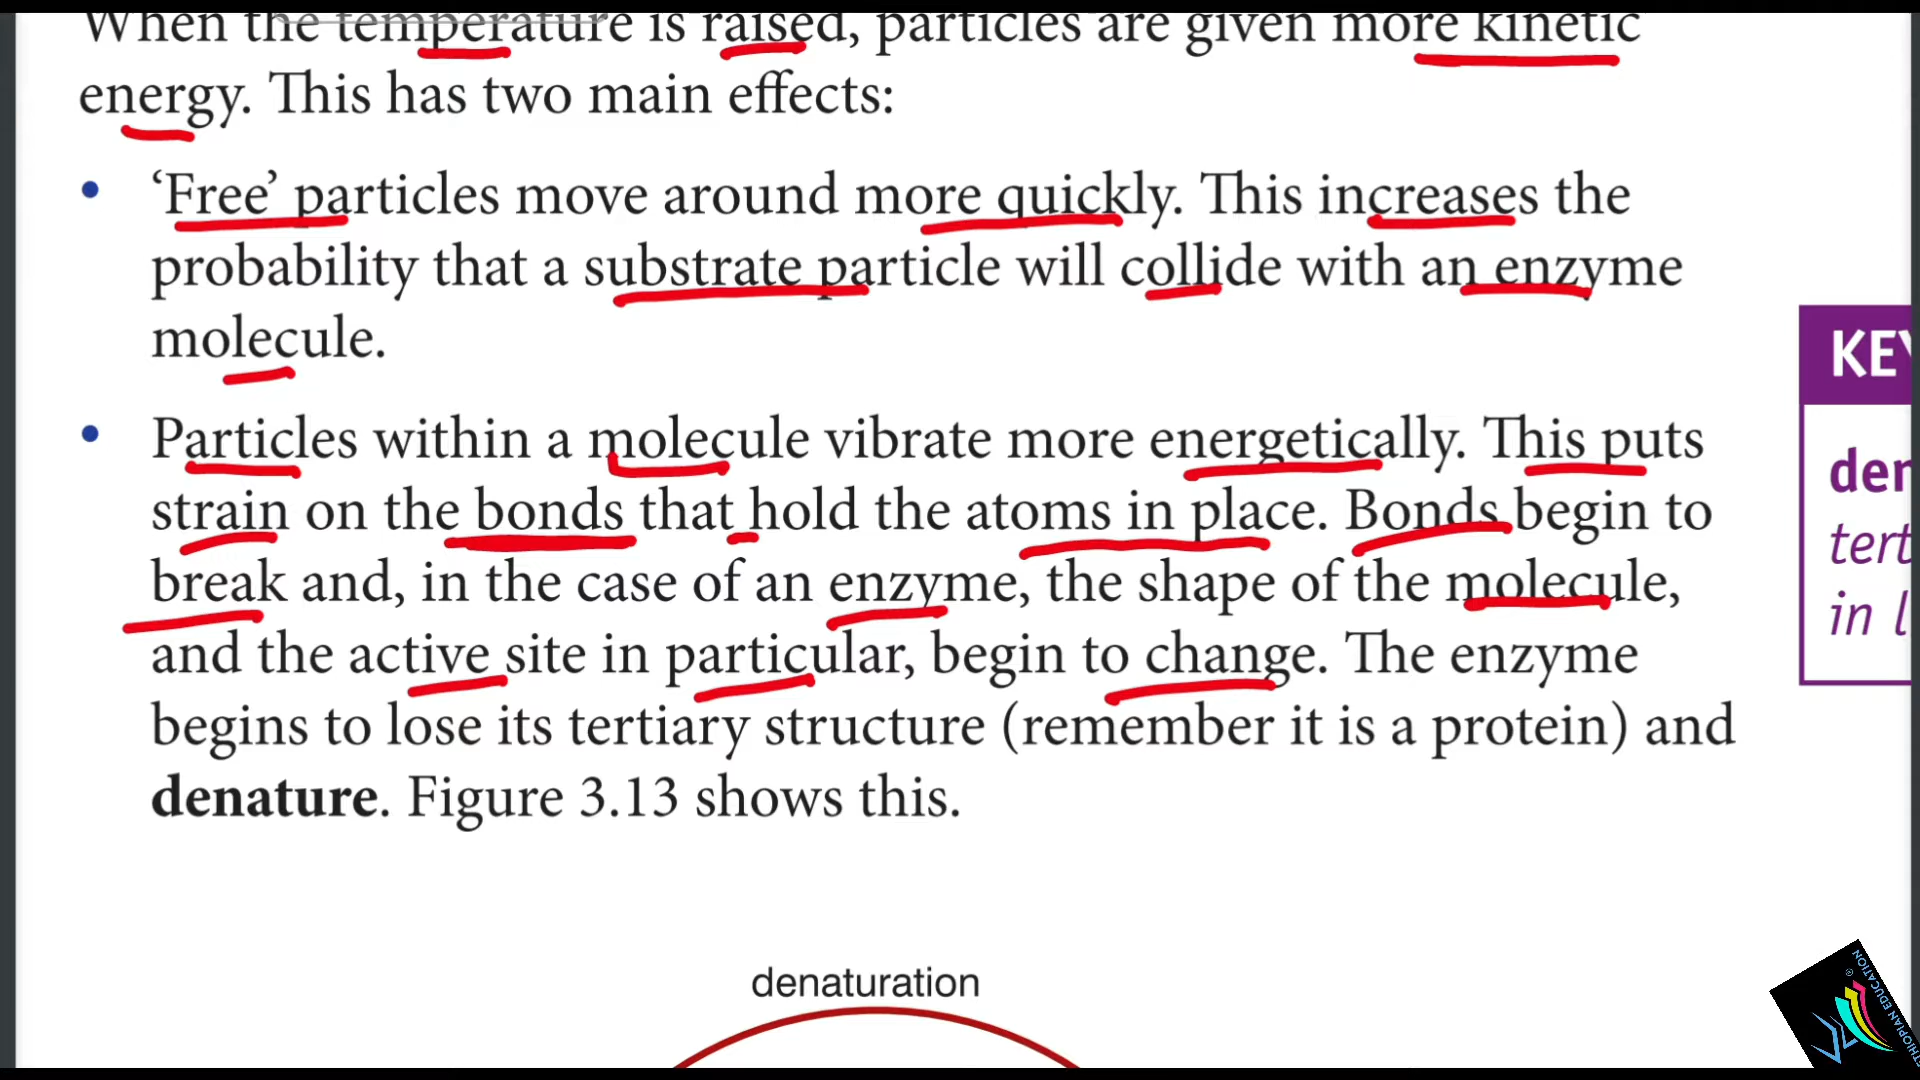 When the temperature is raised, particles are given more kinetic
energy. This has two main effects:
• ‘Free’ particles move around more quickly. This increases the
probability that a substrate particle will collide with an enzyme
molecule.
• Particles within a molecule vibrate more energetically. This puts
strain on the bonds that hold the atoms in place. Bonds begin to
break and, in the case of an enzyme, the shape of the molecule,
and the active site in particular, begin to change. The enzyme
begins to lose its tertiary structure (remember it is a protein) and
denature. Figure 3.13 shows this.
denaturation
KEY
in
EDUCATION